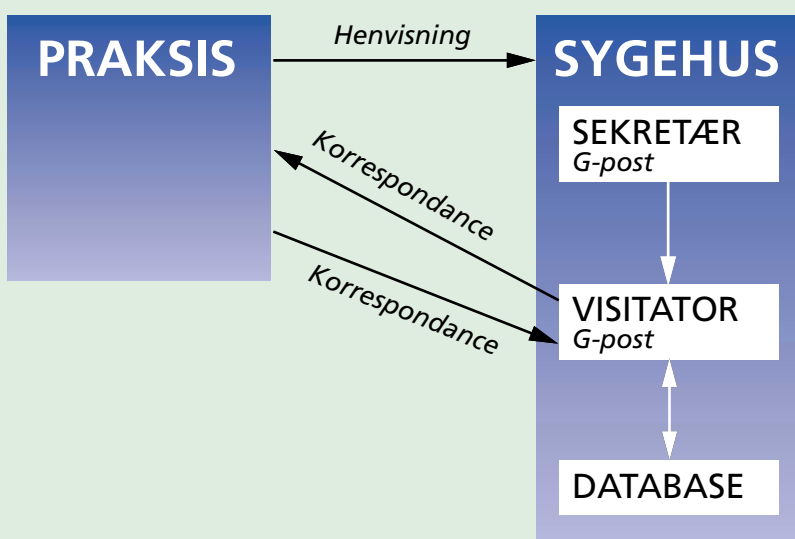 PRAKSIS
Henvisning
SYGEHUS
SEKRETÆR
G-post
Korrespondance
Korrespondance
VISITATOR
G-post
DATABASE